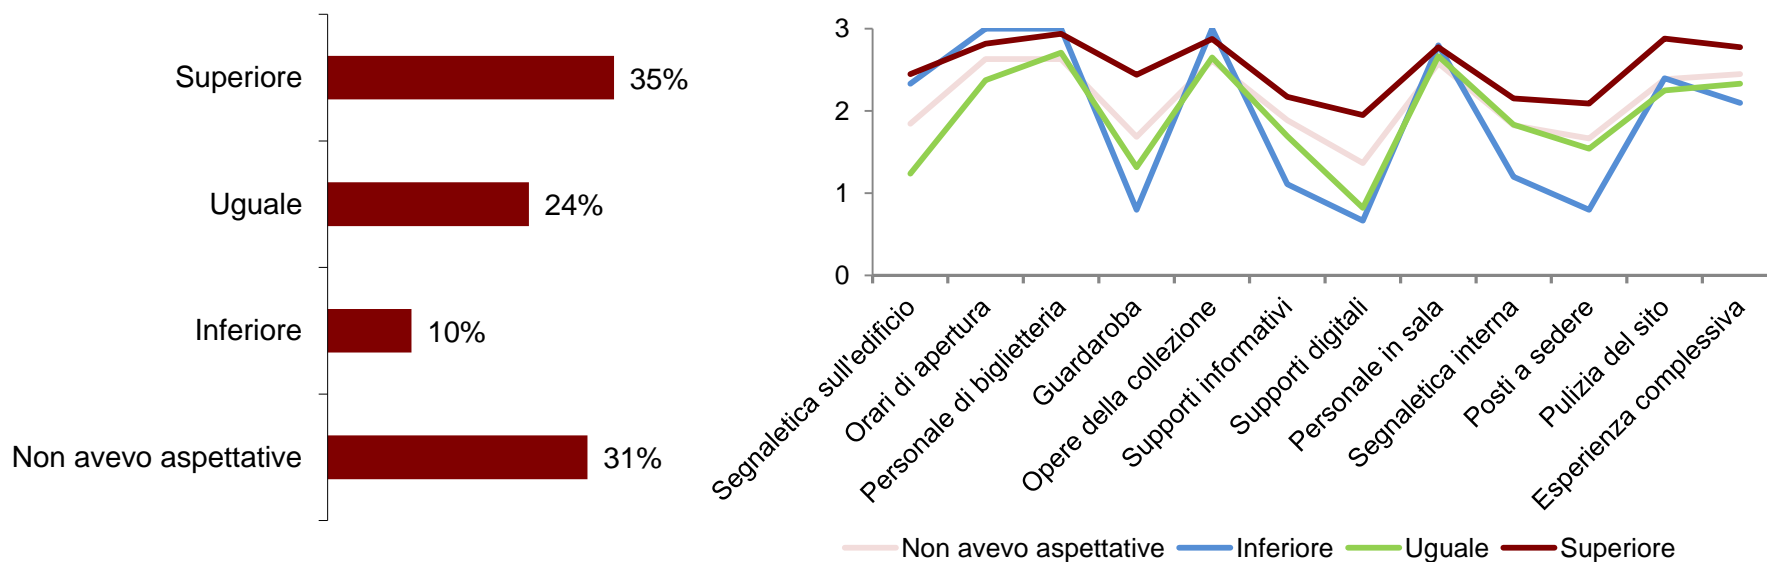 Superiore
35%
Uguale
24%
Inferiore
10%
Non avevo aspettative
31%
3
2
1
0
Segnaletica sull'edificio
Orari di apertura
Personale di biglietteria
Guardaroba
Opere della collezione
Supporti informativi
Supporti digitali
Personale in sala
Segnaletica interna
Posti a sedere
Pulizia del sito
Esperienza complessiva
Non avevo aspettative
Inferiore
Uguale
Superiore